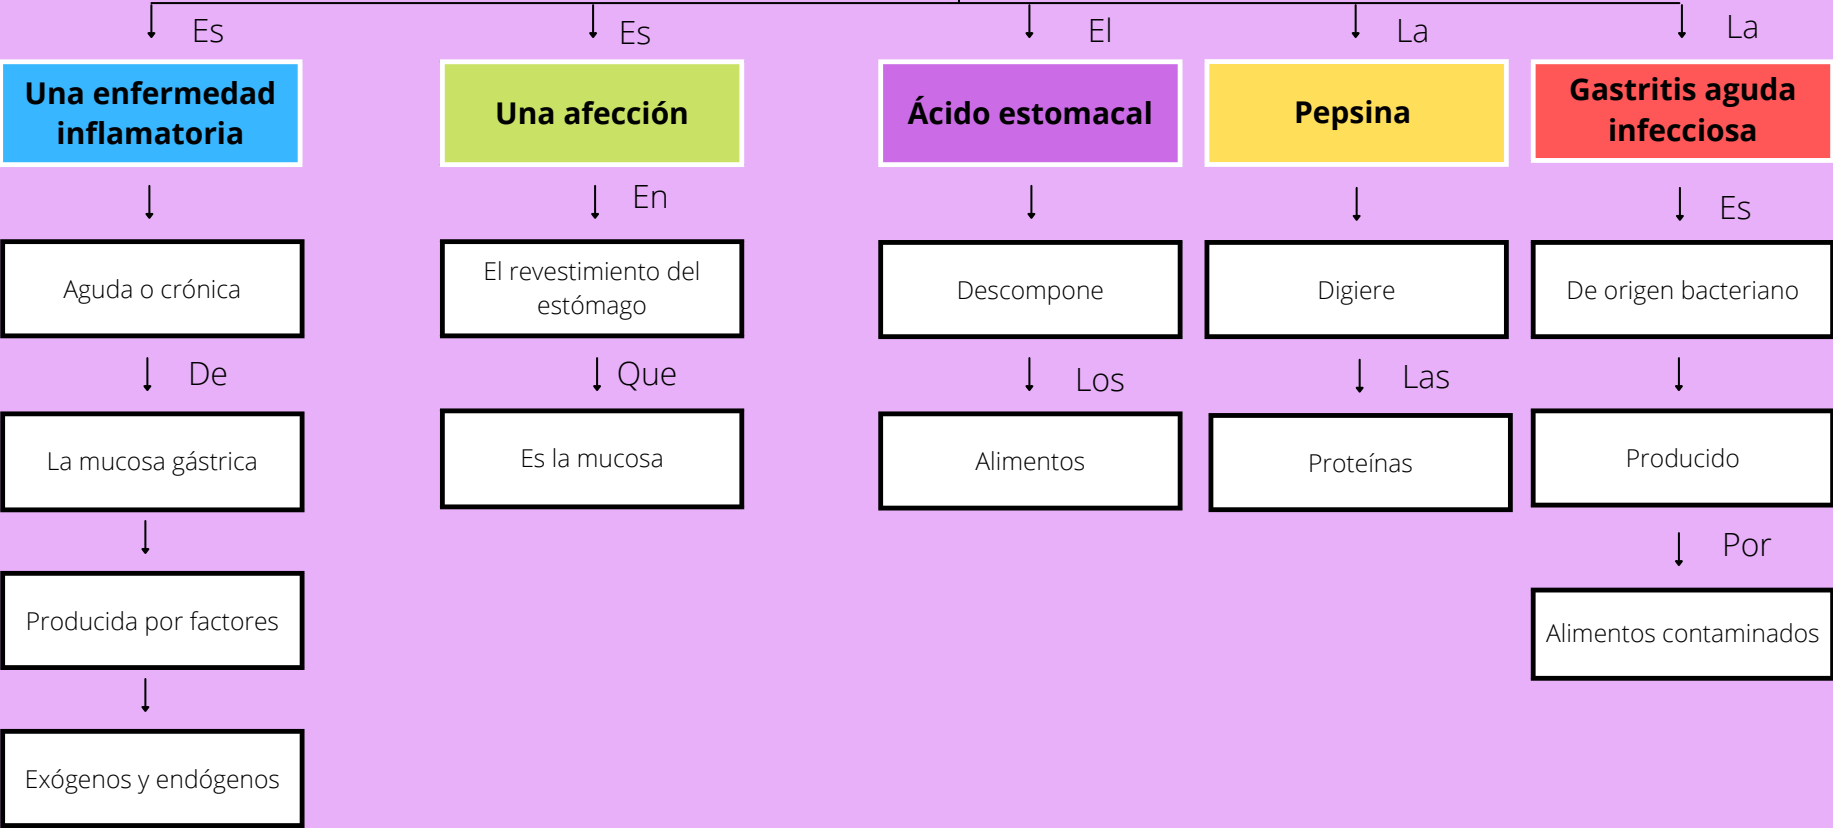 Es
Una enfermedad
inflamatoria
Aguda o crónica
De
La mucosa gástrica
Producida por factores
Exógenos y endógenos
Es
Una afección
En
El revestimiento del
estómago
Que
Es la mucosa
El
Ácido estomacal
Descompone
Los
Alimentos
La
Pepsina
Digiere
Las
Proteínas
La
Gastritis aguda
infecciosa
Es
De origen bacteriano
Producido
Por
Alimentos contaminados